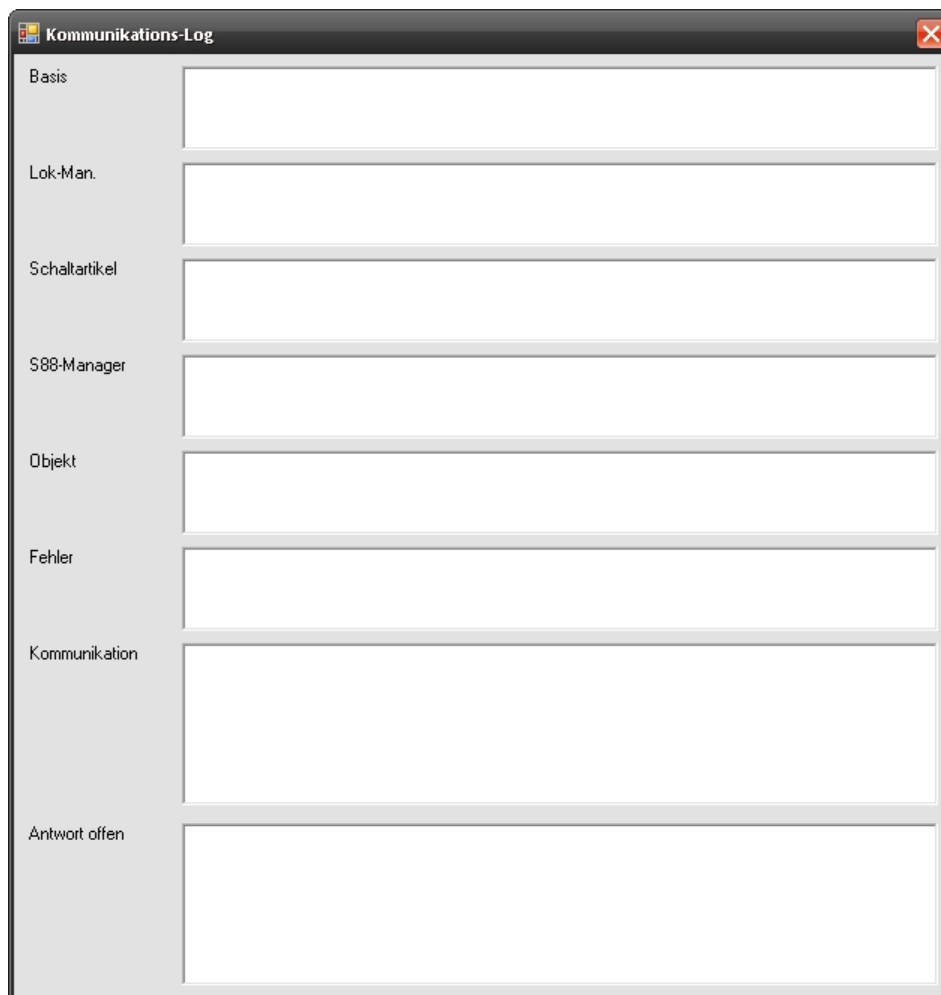 Kommunikations-Log
Basis
Lok-Man.
Schaltartikel
S88-Manager
Objekt
Fehler
Kommunikation
Antwort offen